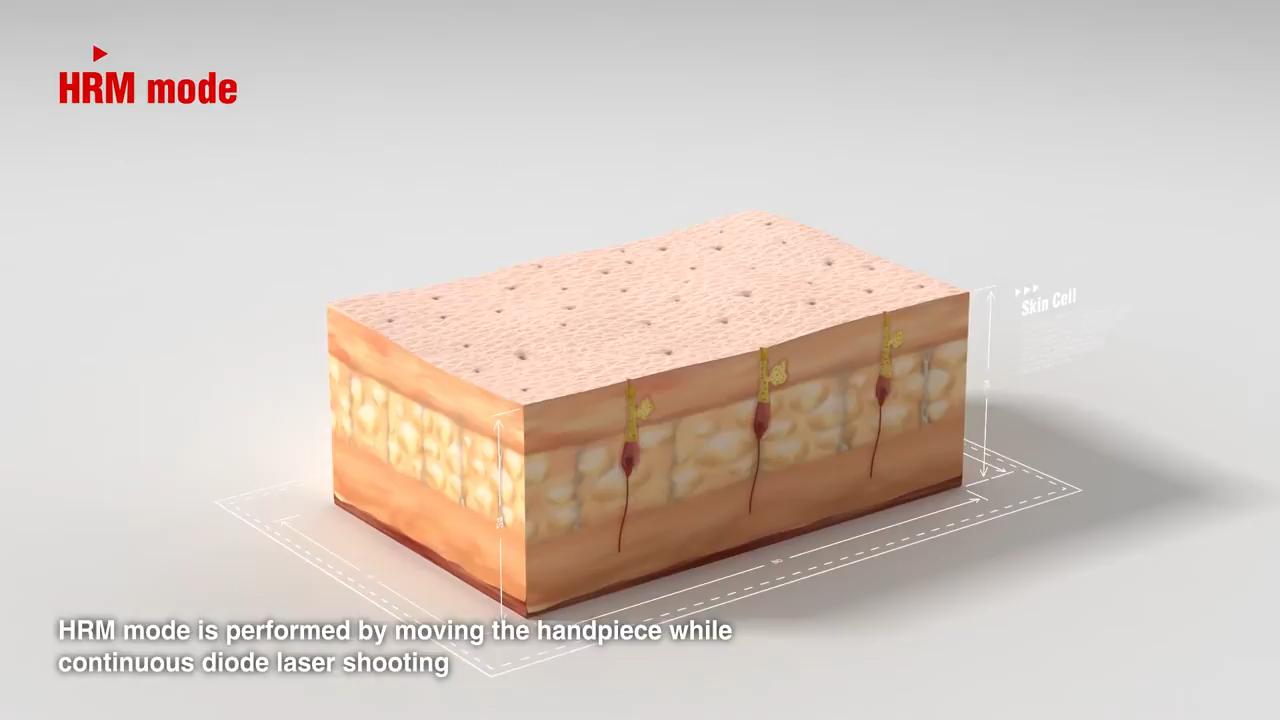 HRM mode
Skin Cell
HRM mode is performed by moving the handpiece while
continuous diode laser shooting